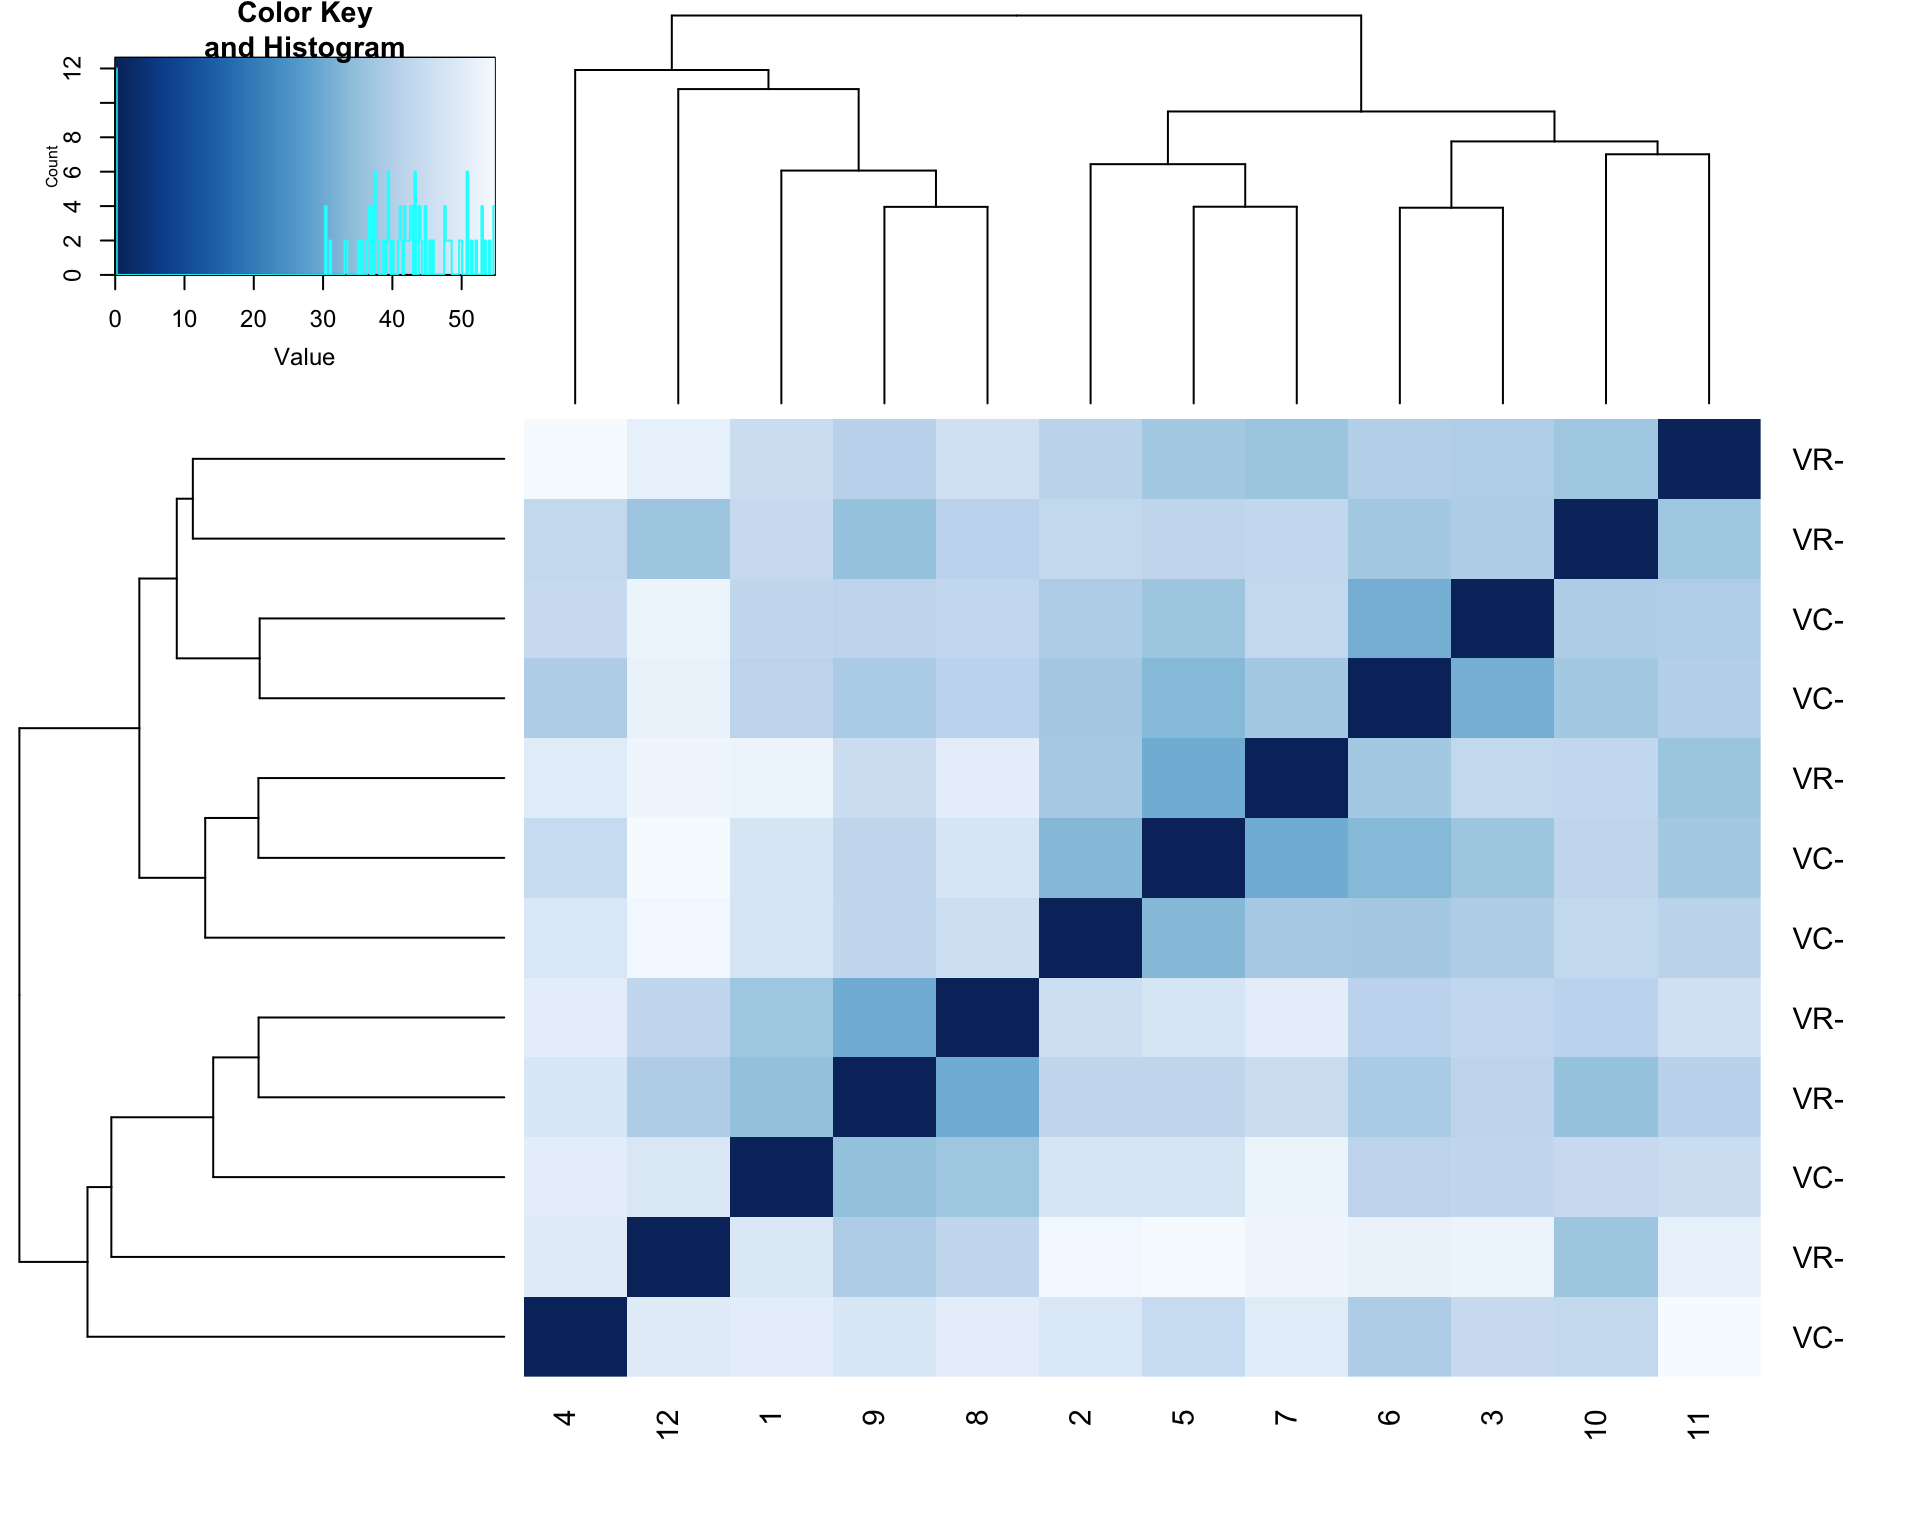 Color Key
and Histogram
Count
0 2 4 6 8 12
0 10 20 30 40 50
Value
VR-
VR-
VC-
VC-
VR-
VC-
VC-
VR-
VR-
VC-
VR-
VC-
4 12 1 9 8 2 5 7 6 3 10 11